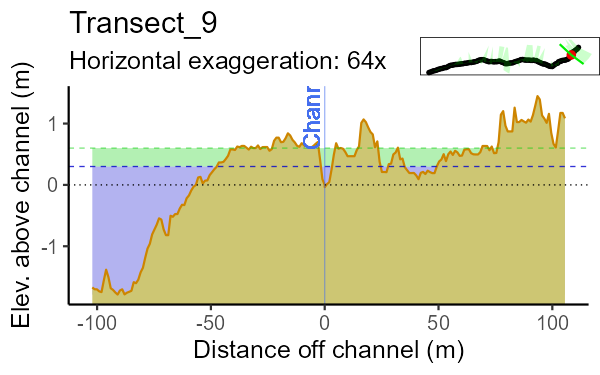 Transect_9
Horizontal exaggeration: 64x
Chanr
Elev. above channel (m)
1
0
-1
-100
-50
0
50
100
Distance off channel (m)